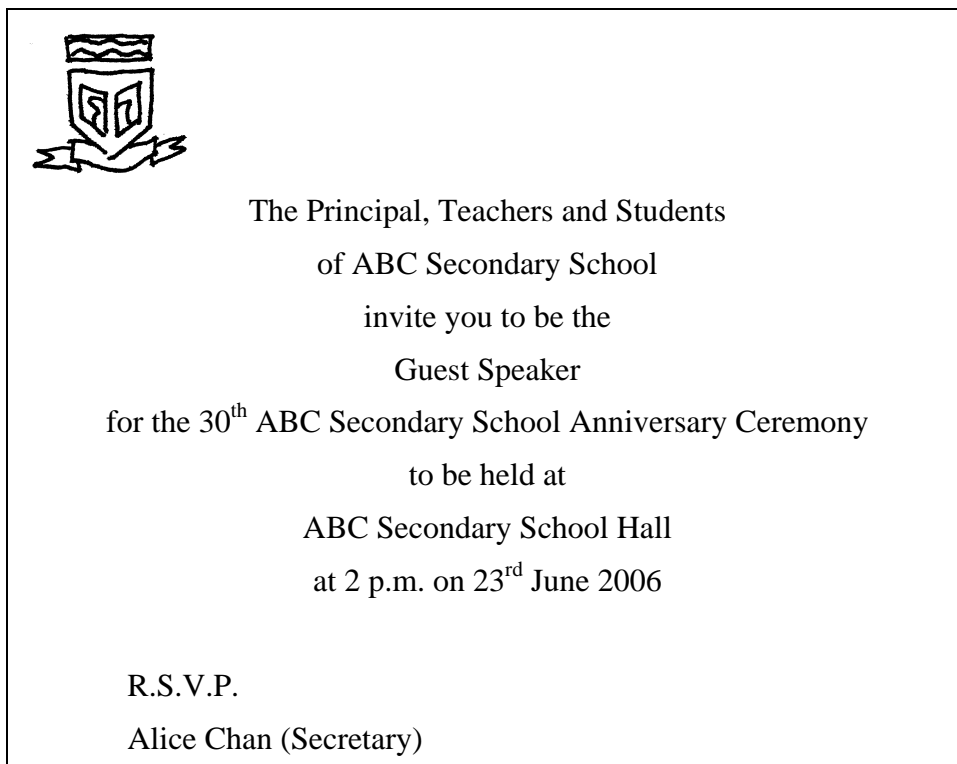 The Principal, Teachers and Students
of ABC Secondary School
invite you to be the
Guest Speaker
for the 30th ABC Secondary School Anniversary Ceremony
to be held at
ABC Secondary School Hall
at 2 p.m. on 23rd June 2006
R.S.V.P.
Alice Chan (Secretary)